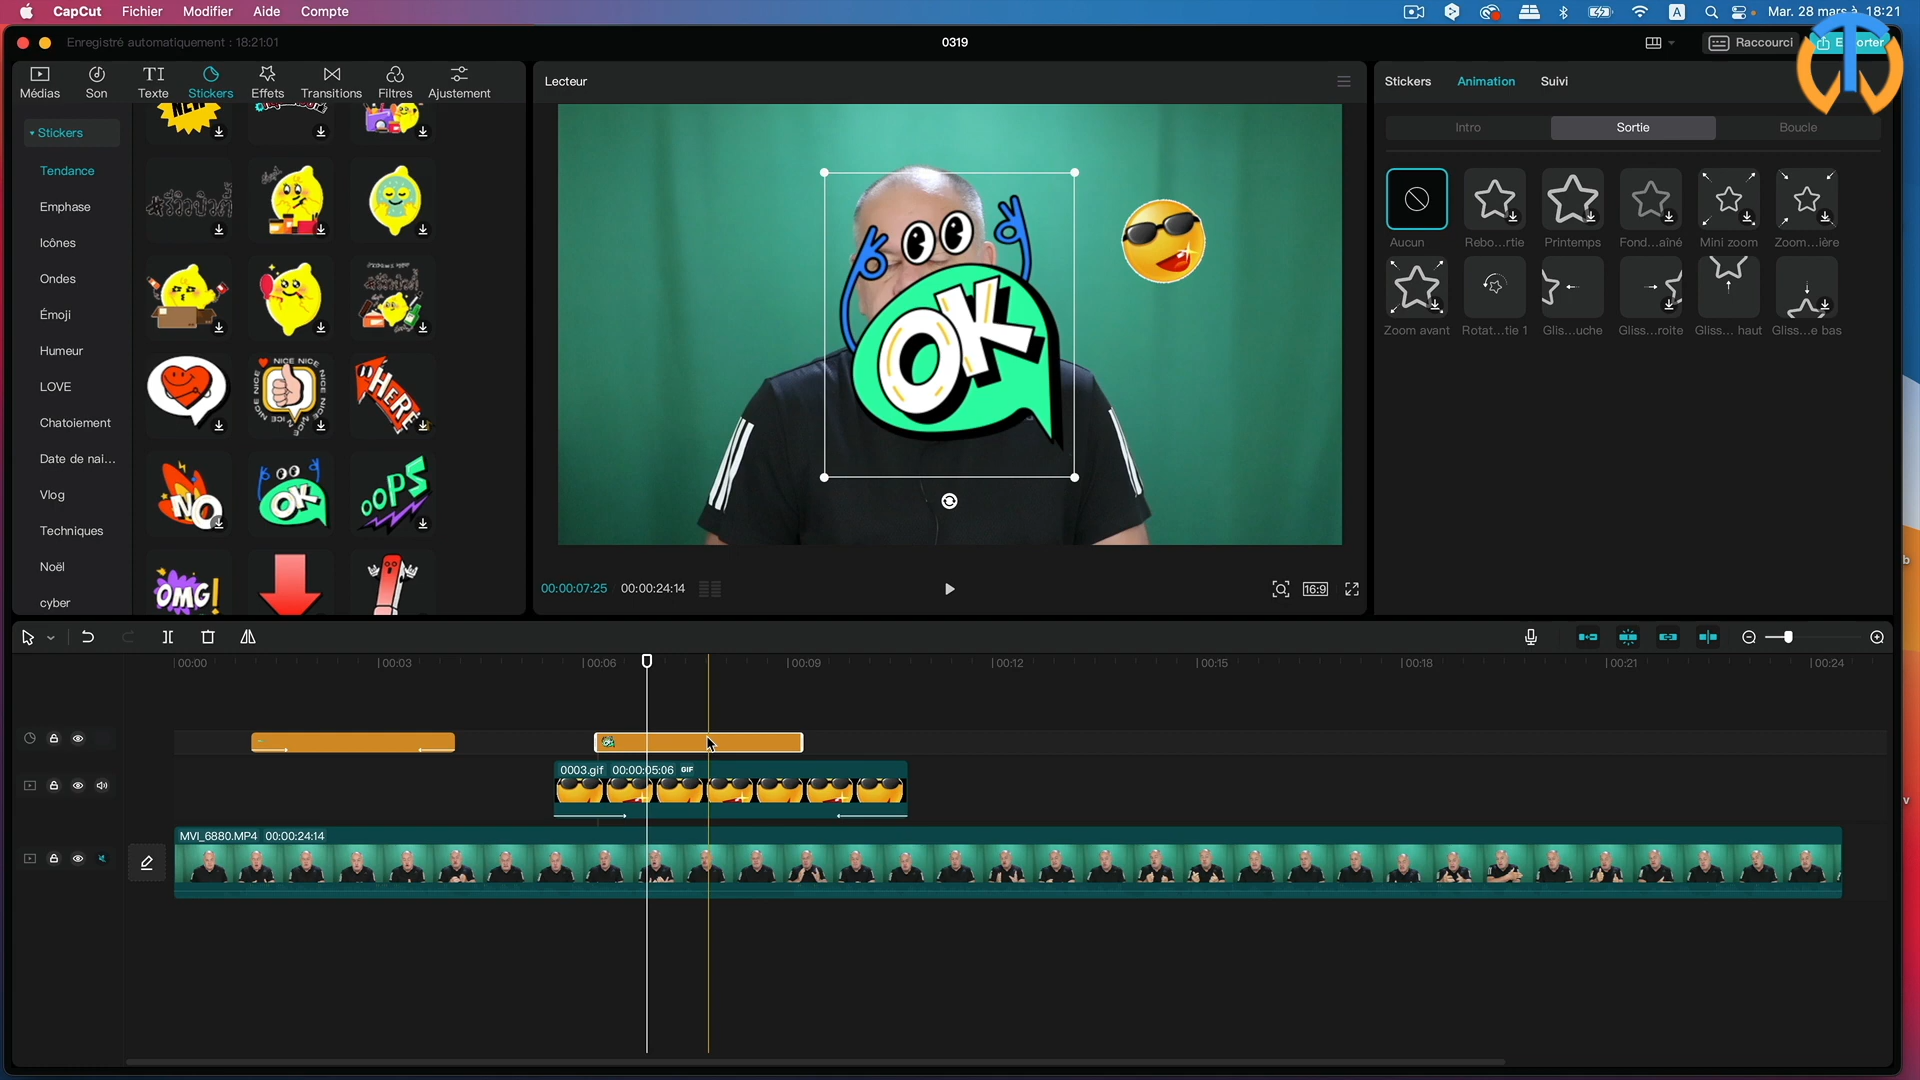 CapCut Fichier Modifier Aide Compte
A Mar. 28 mars à 18:21
Enregistré automatiquement : 18:21:01
0319
Raccourci
Médias Son Texte Stickers Effets Transitions Filtres Ajustement
Stickers
Tendance
Emphase
Icônes
Ondes
Émoji
Humeur
LOVE
Chatoiement
Date de nai...
Vlog
Techniques
Noël
cyber
NEW
NICE NICE NICE
HERE
NO
OK
OOPS
OMG!
Lecteur
OK
00:00:07:25 00:00:24:14
16:9
Stickers Animation Suivi
Intro Sortie Boucle
Aucun Rebo...rtie Printemps Fond...aîné Mini zoom Zoom...ière
Zoom avant Rotat...tie 1 Glis...uche Gliss...roite Gliss... haut Gliss...e bas
00:00 00:03 00:06 00:09 00:12 00:15 00:18 00:21 00:24
0003.gif 00:00:05:06 GIF
MVI_6880.MP4 00:00:24:14
b
v